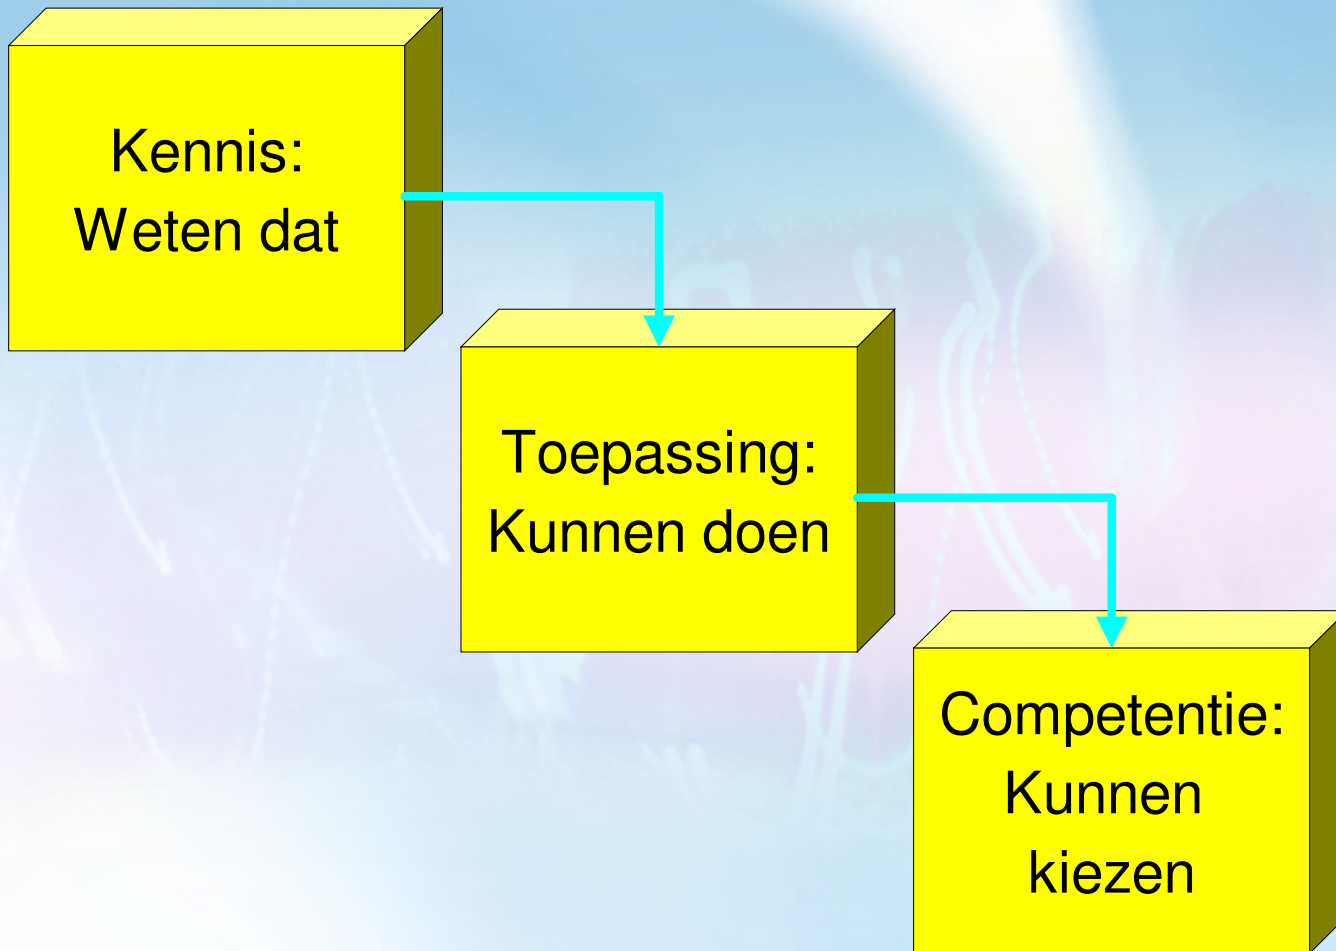 Kennis:
Weten dat
Toepassing:
Kunnen doen
Competentie:
Kunnen
kiezen